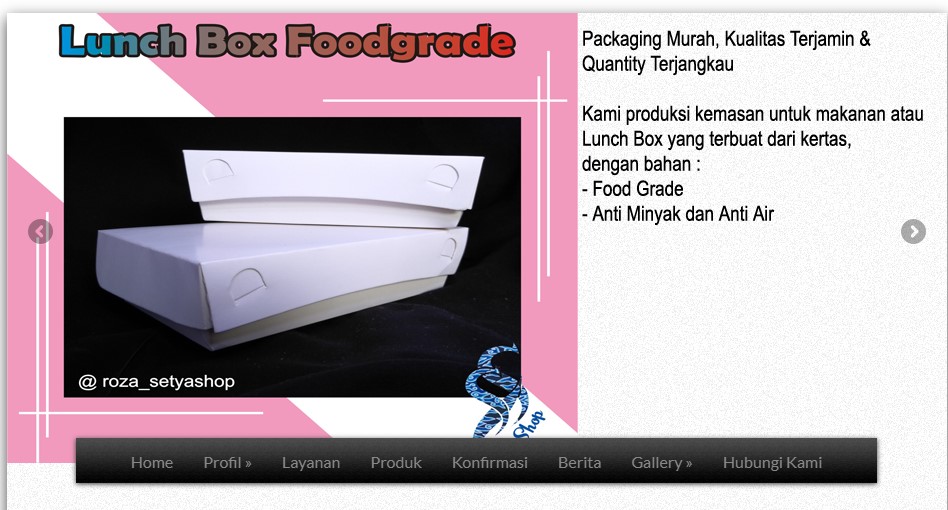 Lunch Box Foodgrade
Packaging Murah, Kualitas Terjamin &
Quantity Terjangkau
Kami produksi kemasan untuk makanan atau
Lunch Box yang terbuat dari kertas,
dengan bahan :
- Food Grade
- Anti Minyak dan Anti Air
@ roza_setyashop
Shop
Home Profil » Layanan Produk Konfirmasi Berita Gallery » Hubungi Kami